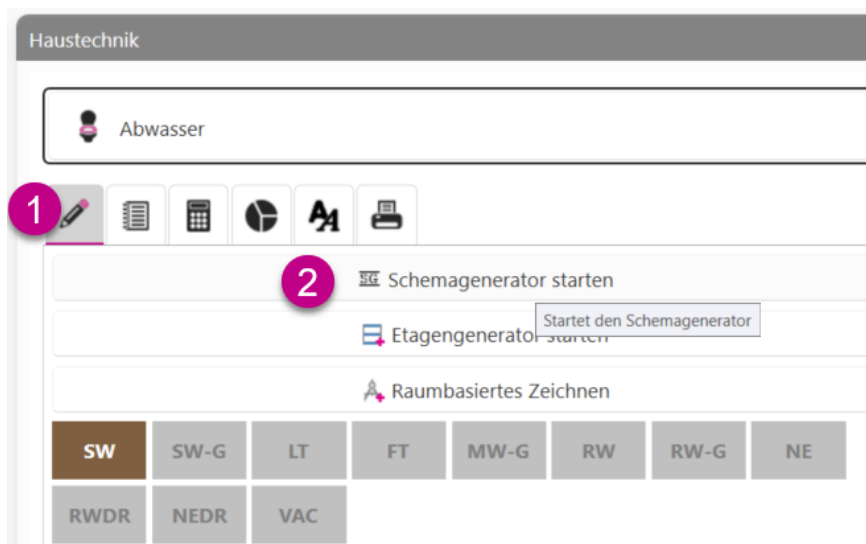 Haustechnik
Abwasser
1
2
SG Schemagenerator starten
Startet den Schemagenerator
Etagengenerator starten
Raumbasiertes Zeichnen
SW SW-G LT FT MW-G RW RW-G NE
RWDR NEDR VAC